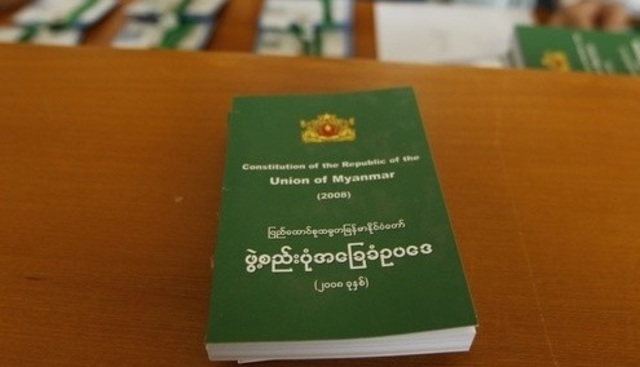 Constitution of the Republic of the
Union of Myanmar
(2008)
ပြည်ထောင်စုသမ္မတမြန်မာနိုင်ငံတော်
ဖွဲ့စည်းပုံအခြေခံဥပဒေ
(၂၀၀၈ ခုနှစ်)